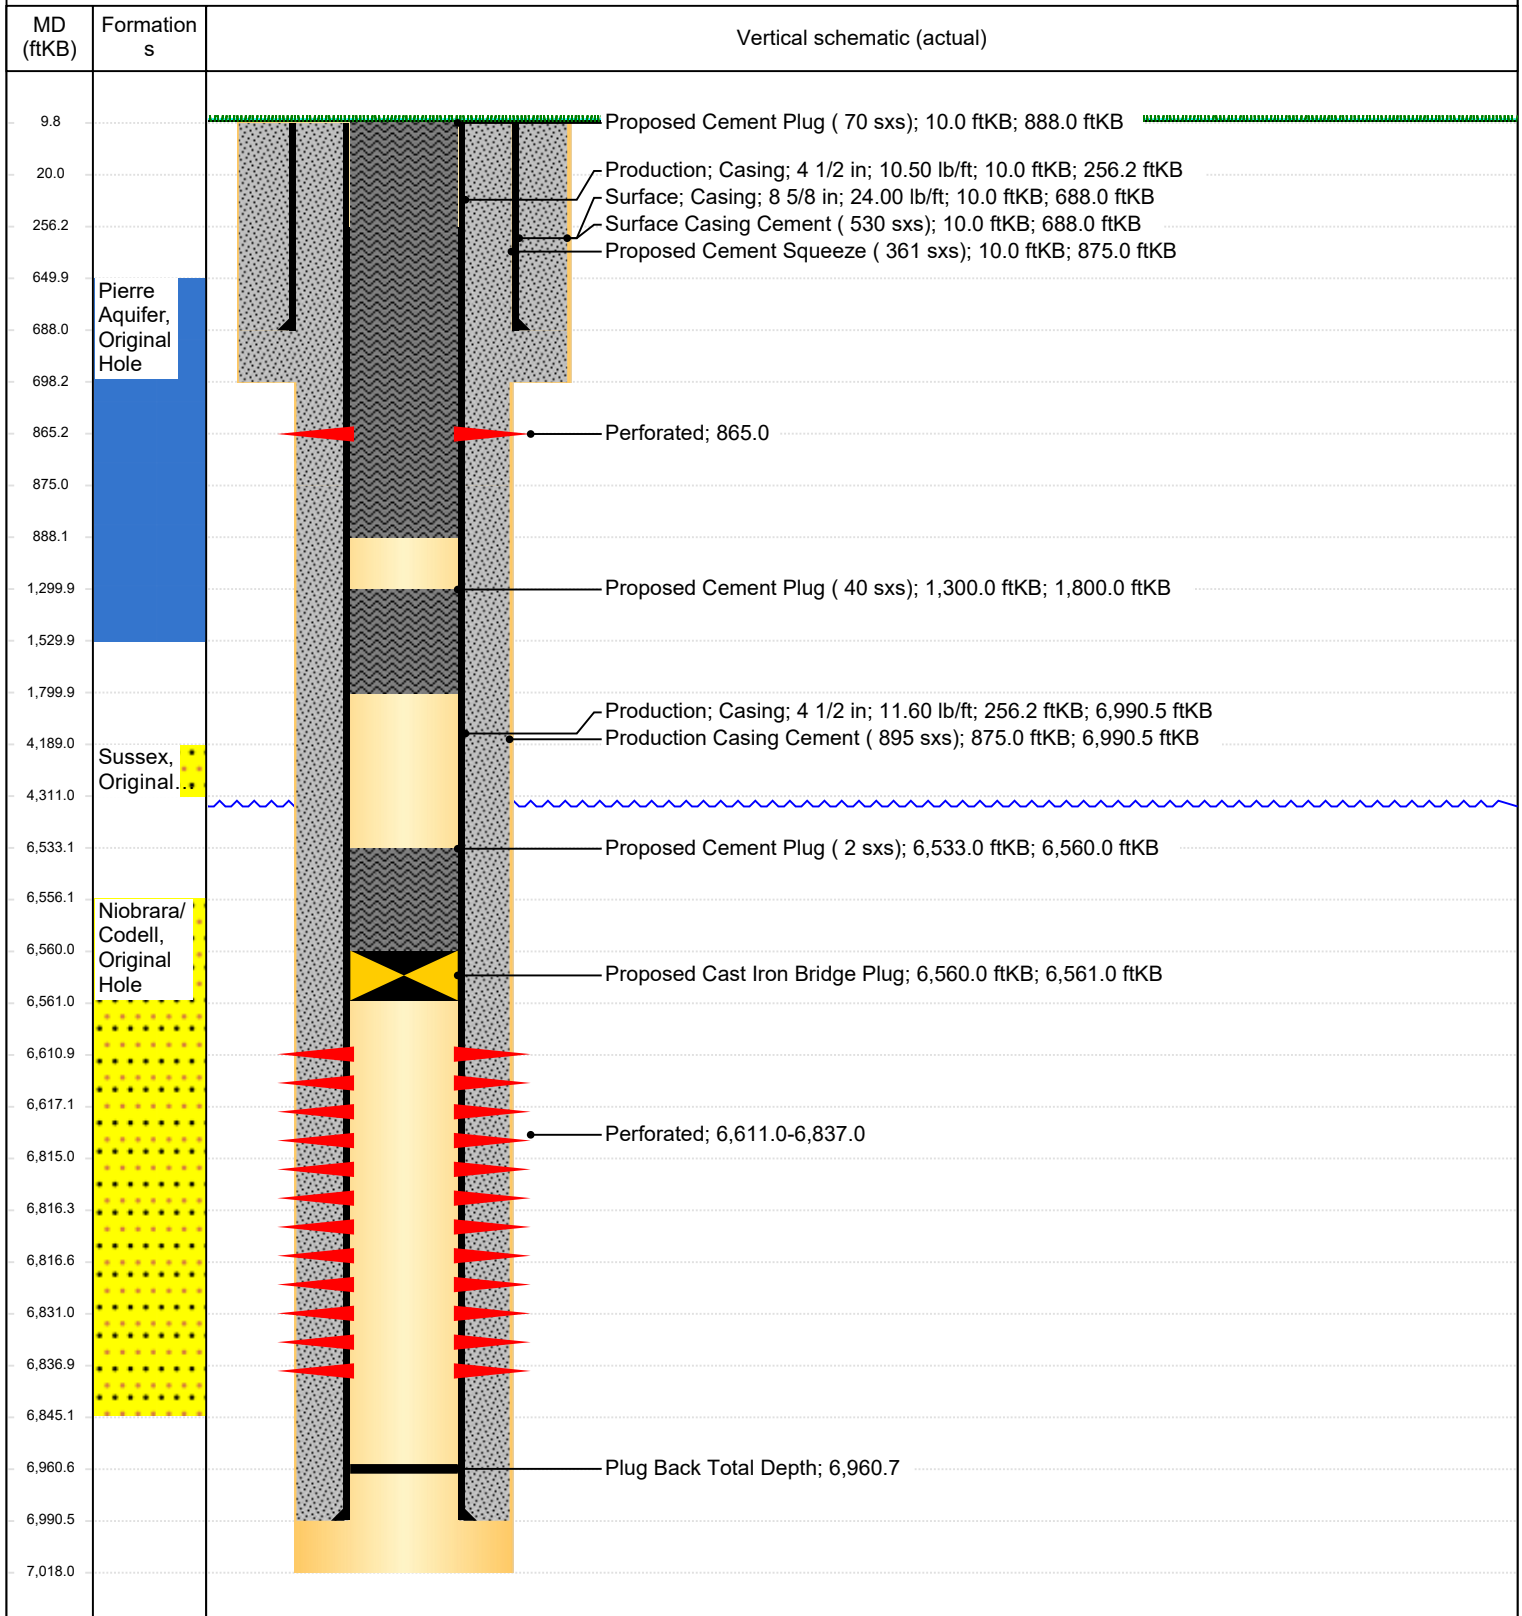 MD
(ftKB)
Formation
s
Vertical schematic (actual)
9.8
Proposed Cement Plug ( 70 sxs); 10.0 ftKB; 888.0 ftKB
Production; Casing; 4 1/2 in; 10.50 lb/ft; 10.0 ftKB; 256.2 ftKB
20.0
Surface; Casing; 8 5/8 in; 24.00 lb/ft; 10.0 ftKB; 688.0 ftKB
Surface Casing Cement ( 530 sxs); 10.0 ftKB; 688.0 ftKB
256.2
Proposed Cement Squeeze ( 361 sxs); 10.0 ftKB; 875.0 ftKB
649.9
Pierre
Aquifer,
Original
Hole
688.0
698.2
865.2
Perforated; 865.0
875.0
888.1
1,299.9
Proposed Cement Plug ( 40 sxs); 1,300.0 ftKB; 1,800.0 ftKB
1,529.9
1,799.9
Production; Casing; 4 1/2 in; 11.60 lb/ft; 256.2 ftKB; 6,990.5 ftKB
Production Casing Cement ( 895 sxs); 875.0 ftKB; 6,990.5 ftKB
4,189.0
Sussex,
Original...
4,311.0
6,533.1
Proposed Cement Plug ( 2 sxs); 6,533.0 ftKB; 6,560.0 ftKB
6,556.1
Niobrara/
Codell,
Original
Hole
6,560.0
Proposed Cast Iron Bridge Plug; 6,560.0 ftKB; 6,561.0 ftKB
6,561.0
6,610.9
6,617.1
Perforated; 6,611.0-6,837.0
6,815.0
6,816.3
6,816.6
6,831.0
6,836.9
6,845.1
6,960.6
Plug Back Total Depth; 6,960.7
6,990.5
7,018.0